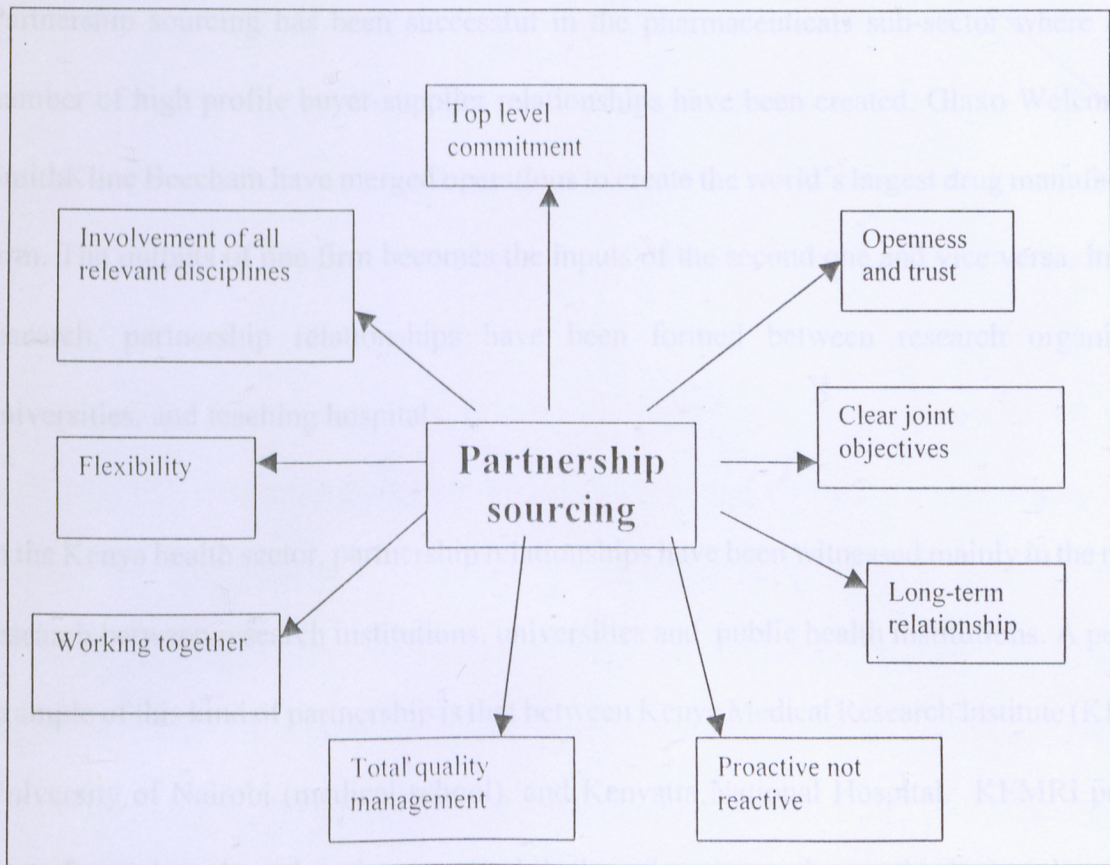 Partnership sourcing has been successful in the pharmaceuticals sub-sector where
number of high profile buyer-supplier relationships have been created. Glaxo Welcom
SmithKline Beecham have merged operations to create the world's largest drug manufac
firm. The outputs of one firm becomes the inputs of the second one and vice versa. In
research, partnership relationships have been formed between research organi
universities, and teaching hospitals.
the Kenya health sector, partnership relationships have been witnessed mainly in the
research between research institutions, universities and public health institutions. A
example of this kind of partnership is that between Kenya Medical Research Institute (K
University of Nairobi (medical school), and Kenyatta National Hospital. KEMRI
Top level
commitment
Involvement of all
relevant disciplines
Openness
and trust
Clear joint
objectives
Flexibility
Partnership
sourcing
Long-term
relationship
Working together
Total quality
management
Proactive not
reactive